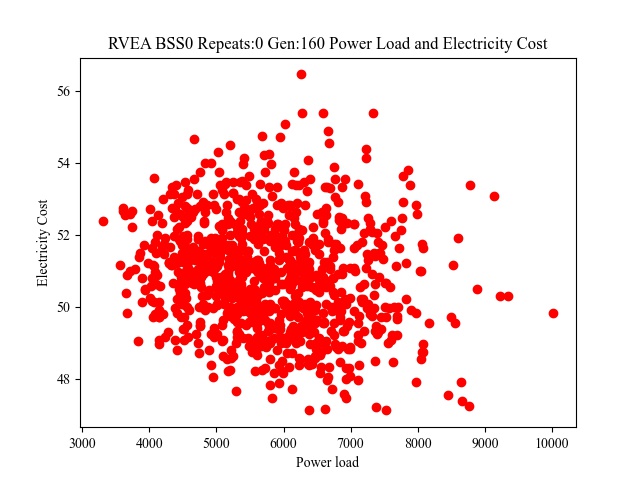 RVEA BSS0 Repeats:0 Gen:160 Power Load and Electricity Cost
56
54
52
50
48
Electricity Cost
3000 4000 5000 6000 7000 8000 9000 10000
Power load